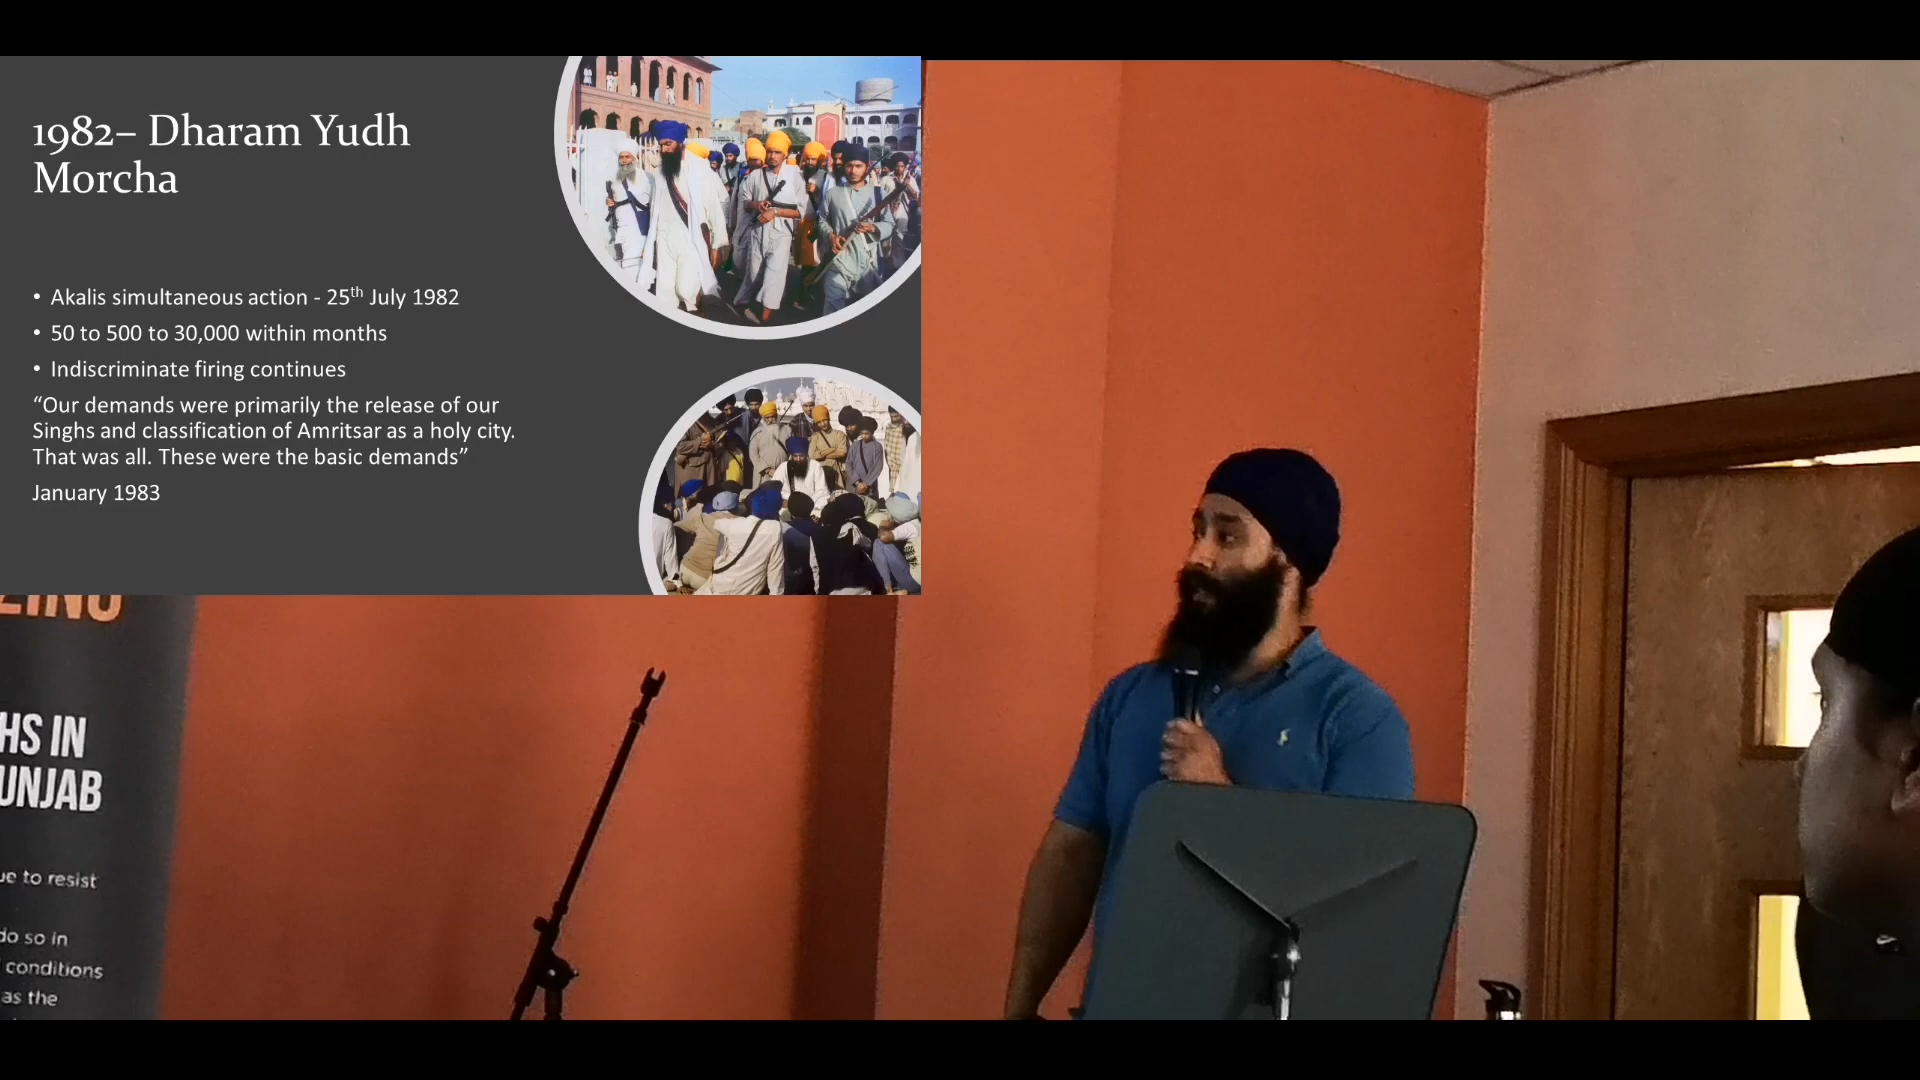 1982– Dharam Yudh
Morcha
• Akalis simultaneous action - 25th July 1982
• 50 to 500 to 30,000 within months
• Indiscriminate firing continues
“Our demands were primarily the release of our
Singhs and classification of Amritsar as a holy city.
That was all. These were the basic demands”
January 1983
ZING
HS IN
UNJAB
ue to resist
do so in
conditions
as the